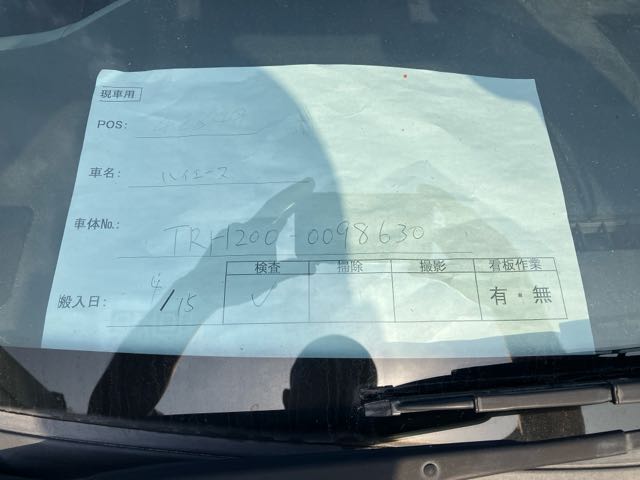 現車用
POS:
車名: ハイエース
車体No.: TRH200-0098630
検査 掃除 撮影 看板作業
搬入日: 4/15 ✓ 有・無